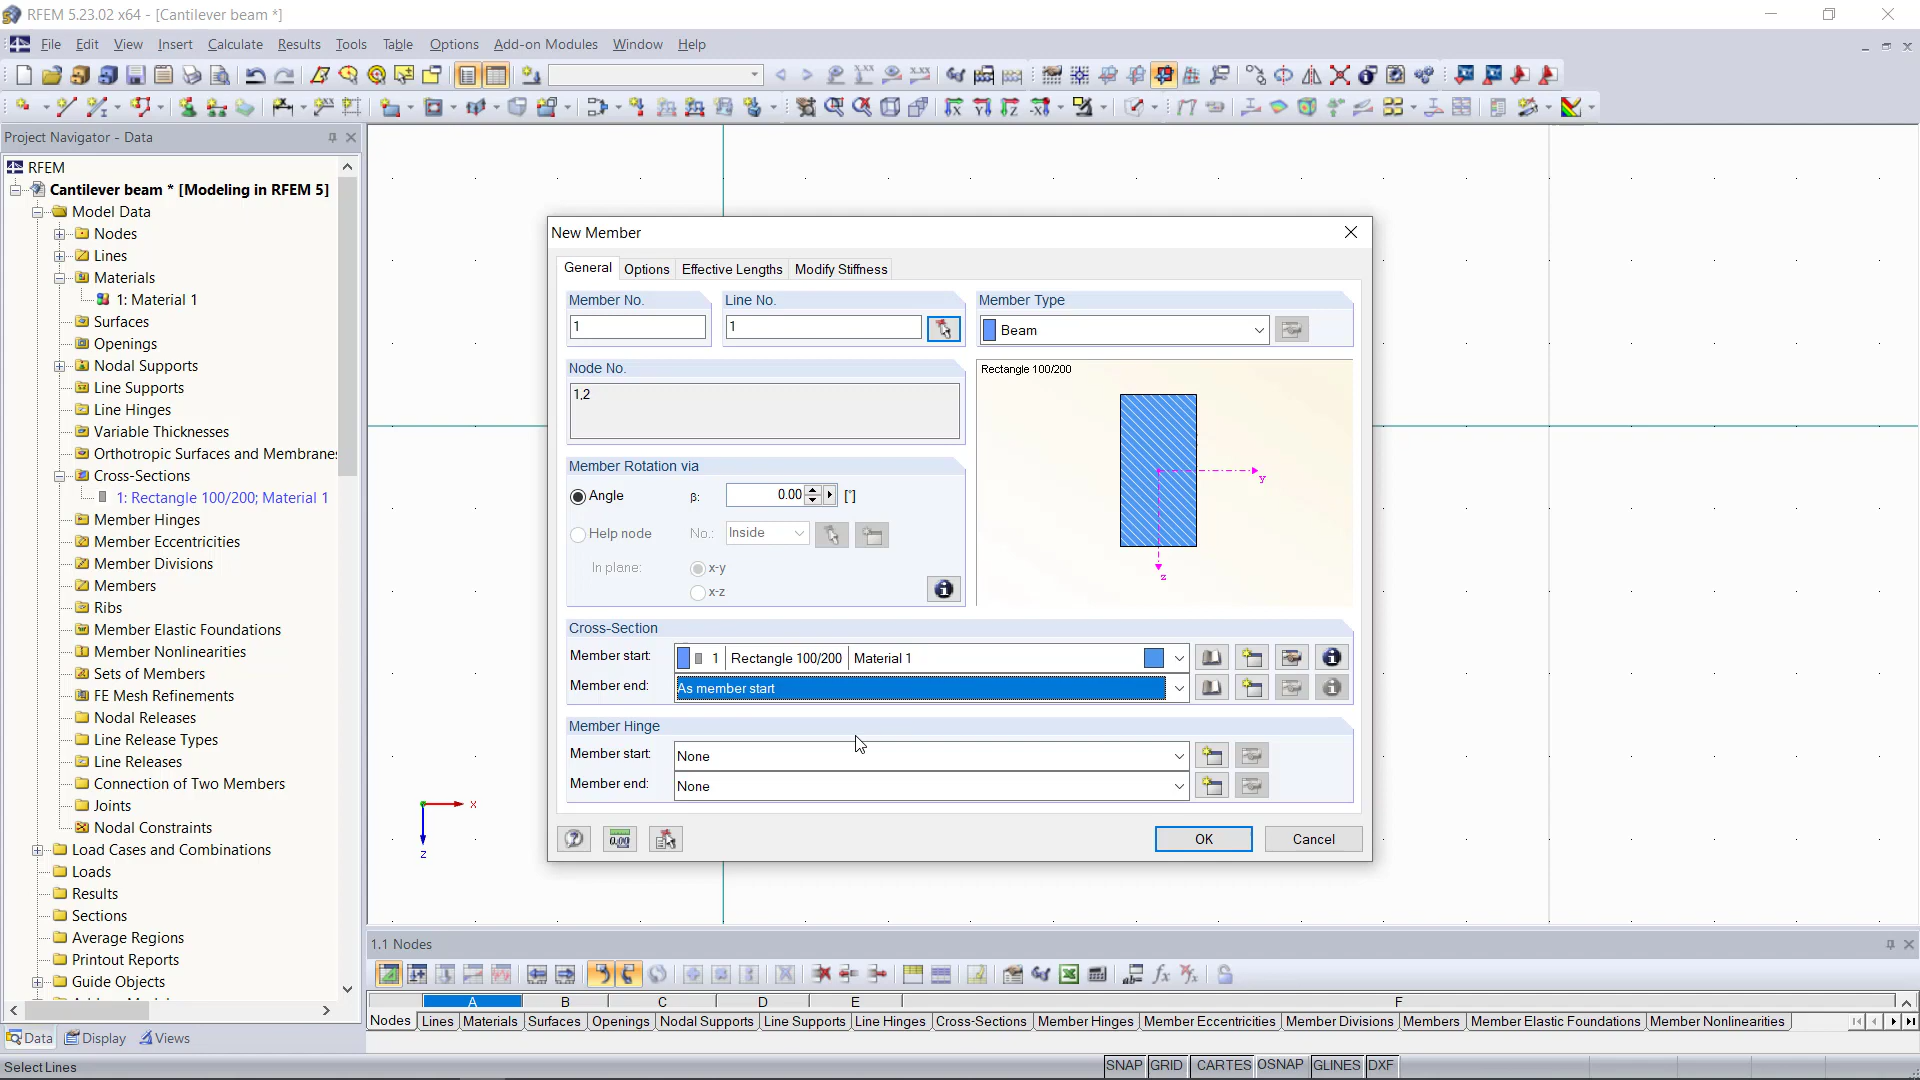 RFEM 5.23.02 x64 - [Cantilever beam *]
File Edit View Insert Calculate Results Tools Table Options Add-on Modules Window Help
Project Navigator - Data
RFEM
Cantilever beam * [Modeling in RFEM 5]
Model Data
Nodes
Lines
Materials
1: Material 1
Surfaces
Openings
Nodal Supports
Line Supports
Line Hinges
Variable Thicknesses
Orthotropic Surfaces and Membrane
Cross-Sections
1: Rectangle 100/200; Material 1
Member Hinges
Member Eccentricities
Member Divisions
Members
Ribs
Member Elastic Foundations
Member Nonlinearities
Sets of Members
FE Mesh Refinements
Nodal Releases
Line Release Types
Line Releases
Connection of Two Members
Joints
Nodal Constraints
Load Cases and Combinations
Loads
Results
Sections
Average Regions
Printout Reports
Guide Objects
Data Display Views
New Member
General Options Effective Lengths Modify Stiffness
Member No. Line No. Member Type
1 1 Beam
Node No.
1,2
Rectangle 100/200
y
z
Member Rotation via
Angle β: 0.00 [°]
Help node No.: Inside
In plane: x-y
x-z
Cross-Section
Member start: 1 Rectangle 100/200 Material 1
Member end: As member start
Member Hinge
Member start: None
Member end: None
0.00
OK Cancel
x
z
1.1 Nodes
A B C D E F
Nodes Lines Materials Surfaces Openings Nodal Supports Line Supports Line Hinges Cross-Sections Member Hinges Member Eccentricities Member Divisions Members Member Elastic Foundations Member Nonlinearities
Select Lines
SNAP GRID CARTES OSNAP GLINES DXF